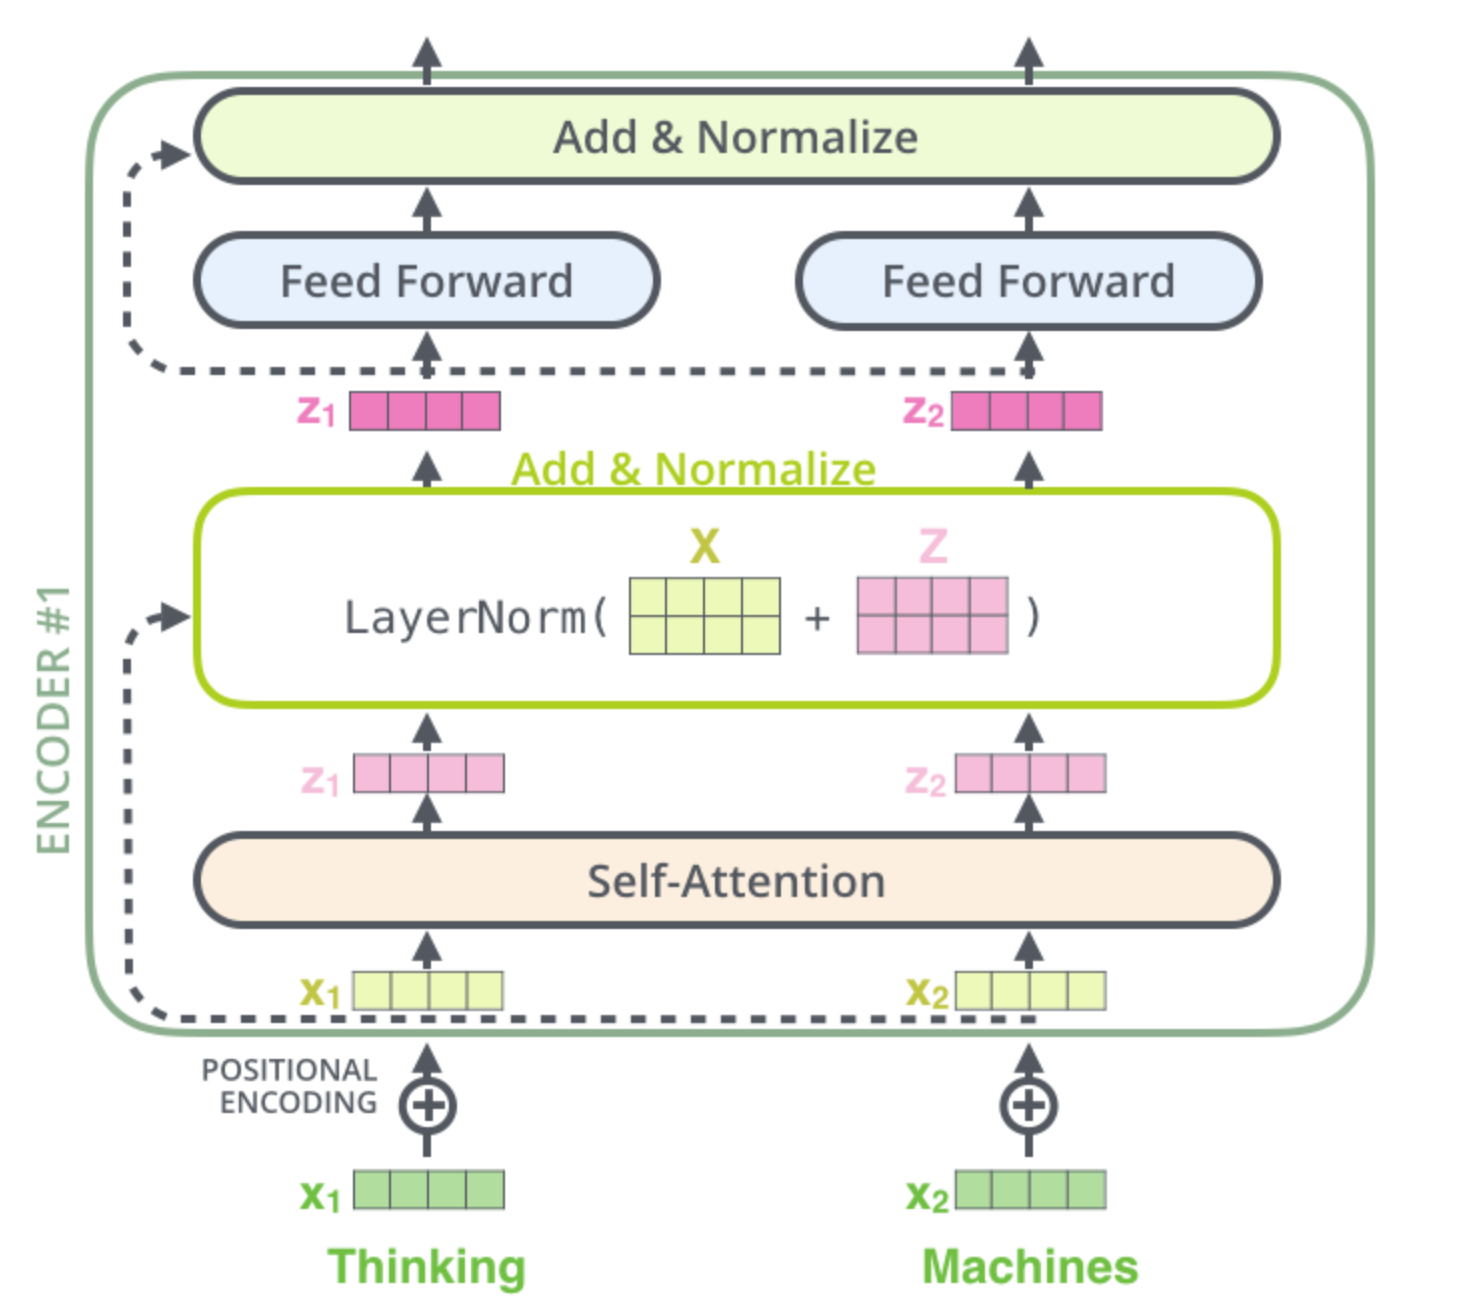 Add & Normalize
Feed Forward
Feed Forward
z1
z2
Add & Normalize
X
Z
LayerNorm(
+
)
z1
z2
Self-Attention
x1
x2
ENCODER #1
POSITIONAL
ENCODING
x1
x2
Thinking
Machines